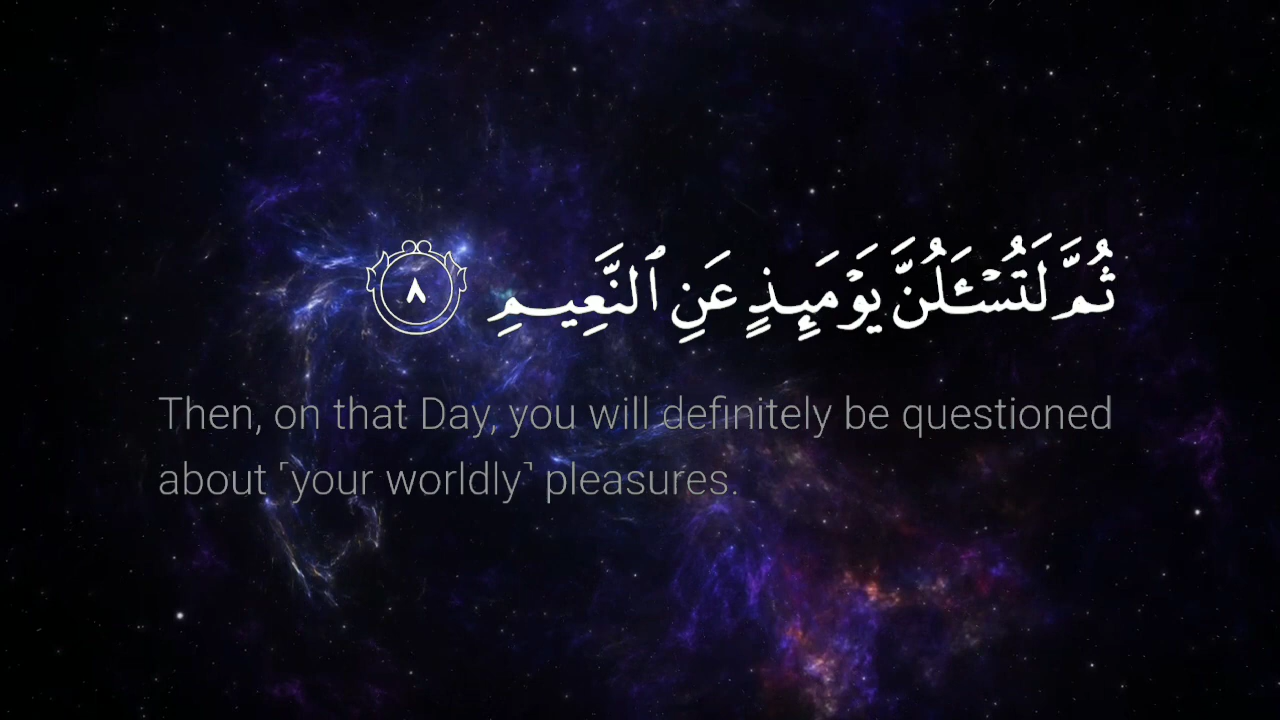 ثُمَّ لَتُسْـَٔلُنَّ يَوْمَئِذٍ عَنِ ٱلنَّعِيمِ ٨
Then, on that Day, you will definitely be questioned
about ˹your worldly˺ pleasures.